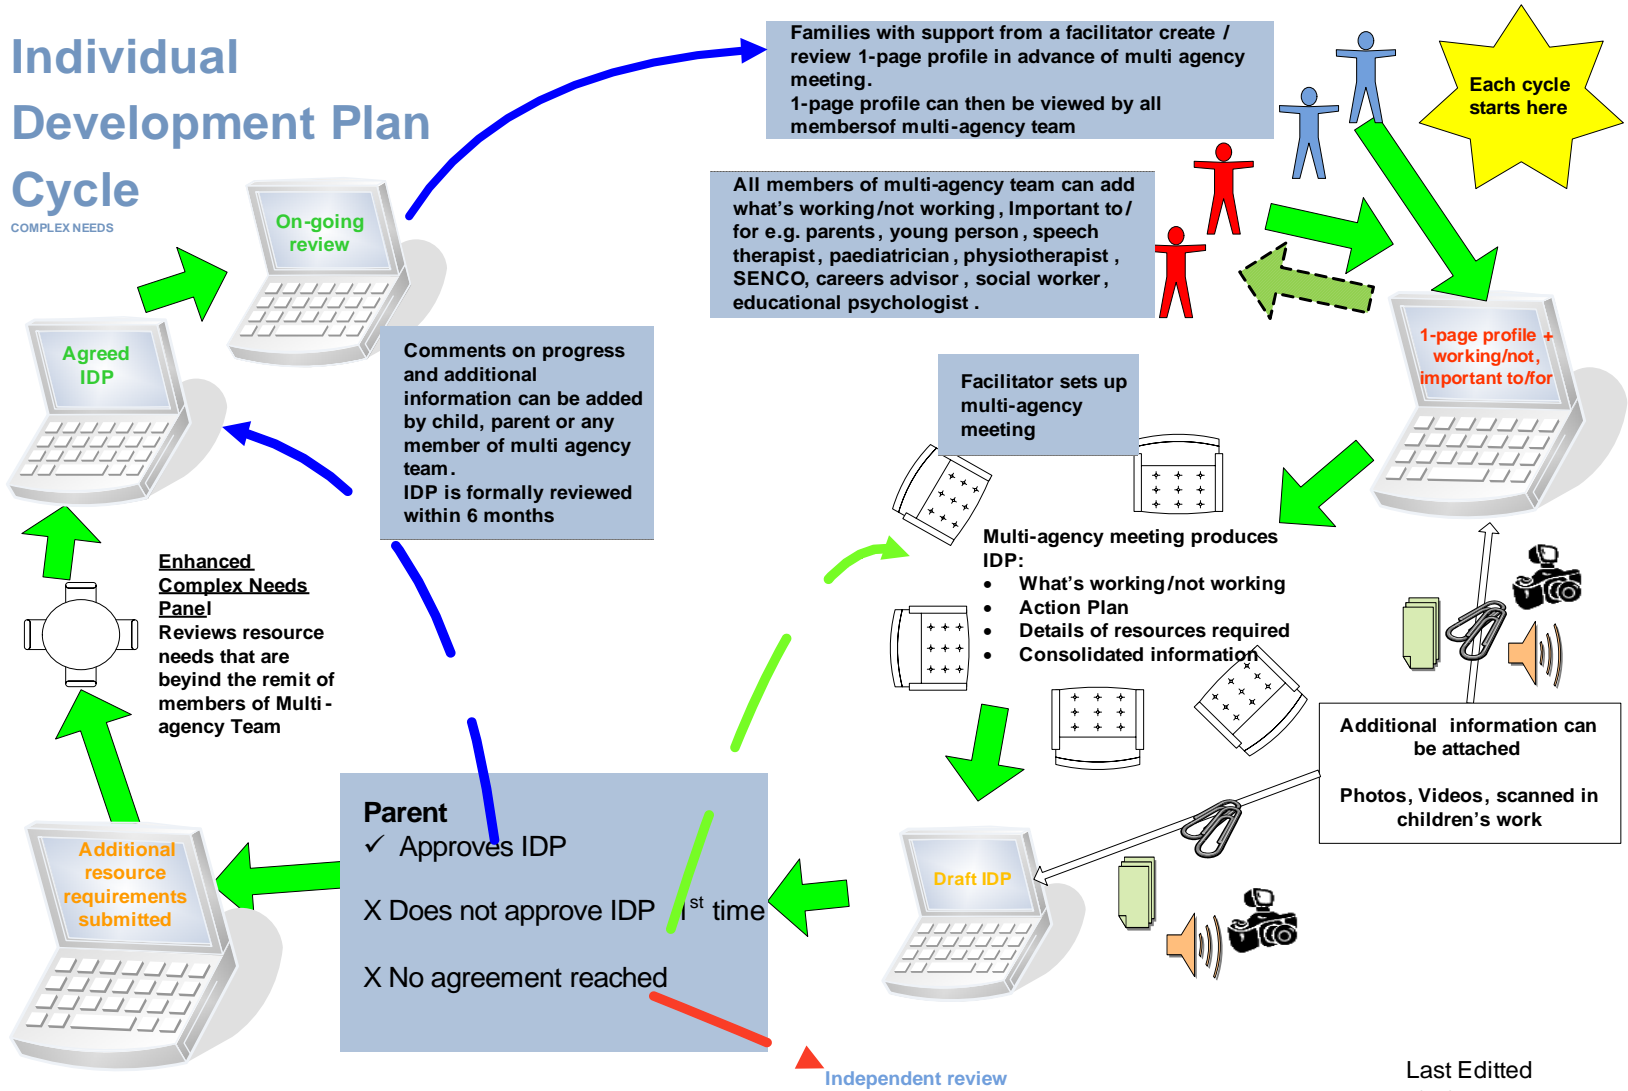 Individual
Development Plan
Cycle
COMPLEX NEEDS
Families with support from a facilitator create /
review 1-page profile in advance of multi agency
meeting.
1-page profile can then be viewed by all
membersof multi-agency team
Each cycle
starts here
All members of multi-agency team can add
what's working/not working, Important to/
for e.g. parents, young person, speech
therapist, paediatrician, physiotherapist,
SENCO, careers advisor, social worker,
educational psychologist.
On-going
review
Agreed
IDP
Comments on progress
and additional
information can be added
by child, parent or any
member of multi agency
team.
IDP is formally reviewed
within 6 months
1-page profile +
working/not,
important to/for
Facilitator sets up
multi-agency
meeting
Multi-agency meeting produces
IDP:
• What's working/not working
• Action Plan
• Details of resources required
• Consolidated information
Enhanced
Complex Needs
Panel
Reviews resource
needs that are
beyind the remit of
members of Multi-
agency Team
Additional information can
be attached
Photos, Videos, scanned in
children's work
Parent
✓ Approves IDP
X Does not approve IDP 1st time
X No agreement reached
Additional
resource
requirements
submitted
Draft IDP
Independent review
Last Editted